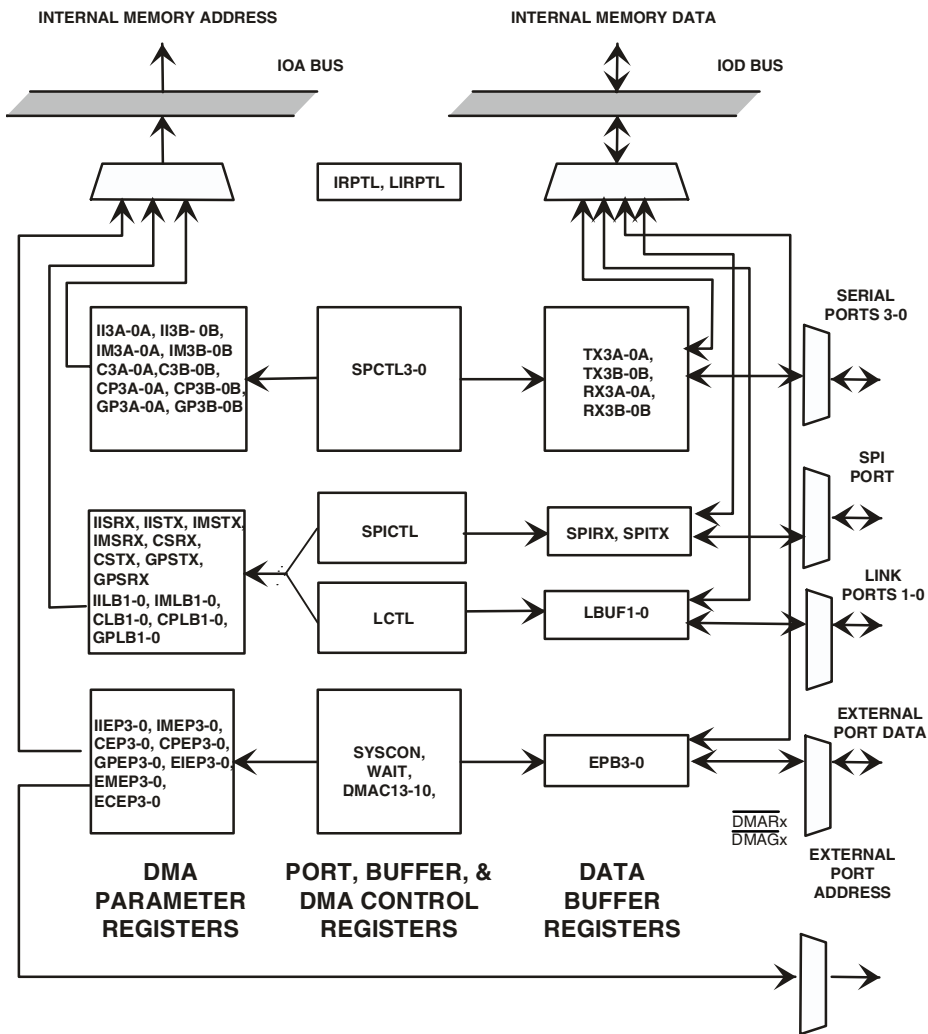 INTERNAL MEMORY ADDRESS
INTERNAL MEMORY DATA
IOA BUS
IOD BUS
IRPTL, LIRPTL
SERIAL
PORTS 3-0
II3A-0A, II3B- 0B,
IM3A-0A, IM3B-0B
C3A-0A,C3B-0B,
CP3A-0A, CP3B-0B,
GP3A-0A, GP3B-0B
SPCTL3-0
TX3A-0A,
TX3B-0B,
RX3A-0A,
RX3B-0B
SPI
PORT
IISRX, IISTX, IMSTX,
IMSRX, CSRX,
CSTX, GPSTX,
GPSRX
IILB1-0, IMLB1-0,
CLB1-0, CPLB1-0,
GPLB1-0
SPICTL
SPIRX, SPITX
LINK
PORTS 1-0
LCTL
LBUF1-0
EXTERNAL
PORT DATA
IIEP3-0, IMEP3-0,
CEP3-0, CPEP3-0,
GPEP3-0, EIEP3-0,
EMEP3-0,
ECEP3-0
SYSCON,
WAIT,
DMAC13-10,
EPB3-0
DMARx
DMAGx
EXTERNAL
PORT
ADDRESS
DMA
PARAMETER
REGISTERS
PORT, BUFFER, &
DMA CONTROL
REGISTERS
DATA
BUFFER
REGISTERS